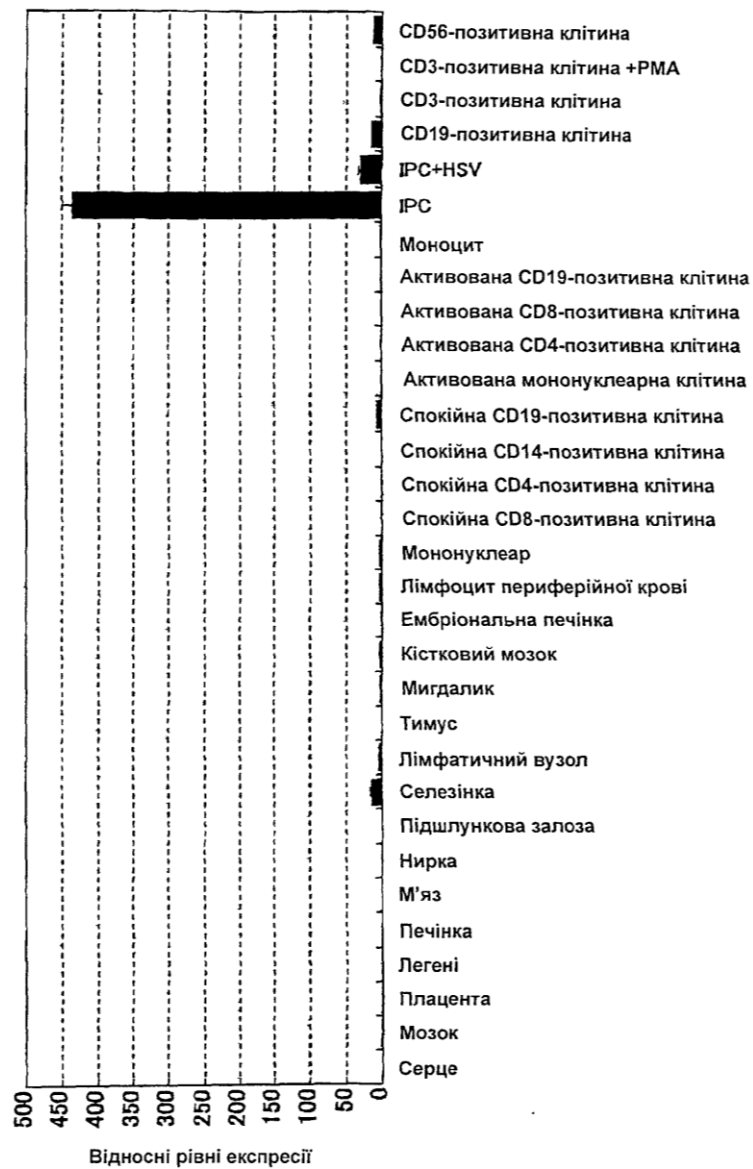 CD56-позитивна клітина
CD3-позитивна клітина +PMA
CD3-позитивна клітина
CD19-позитивна клітина
IPC+HSV
IPC
Моноцит
Активована CD19-позитивна клітина
Активована CD8-позитивна клітина
Активована CD4-позитивна клітина
Активована мононуклеарна клітина
Спокійна CD19-позитивна клітина
Спокійна CD14-позитивна клітина
Спокійна CD4-позитивна клітина
Спокійна CD8-позитивна клітина
Мононуклеар
Лімфоцит периферійної крові
Ембріональна печінка
Кістковий мозок
Мигдалик
Тимус
Лімфатичний вузол
Селезінка
Підшлункова залоза
Нирка
М'яз
Печінка
Легені
Плацента
Мозок
Серце
500 450 400 350 300 250 200 150 100 50 0
Відносні рівні експресії